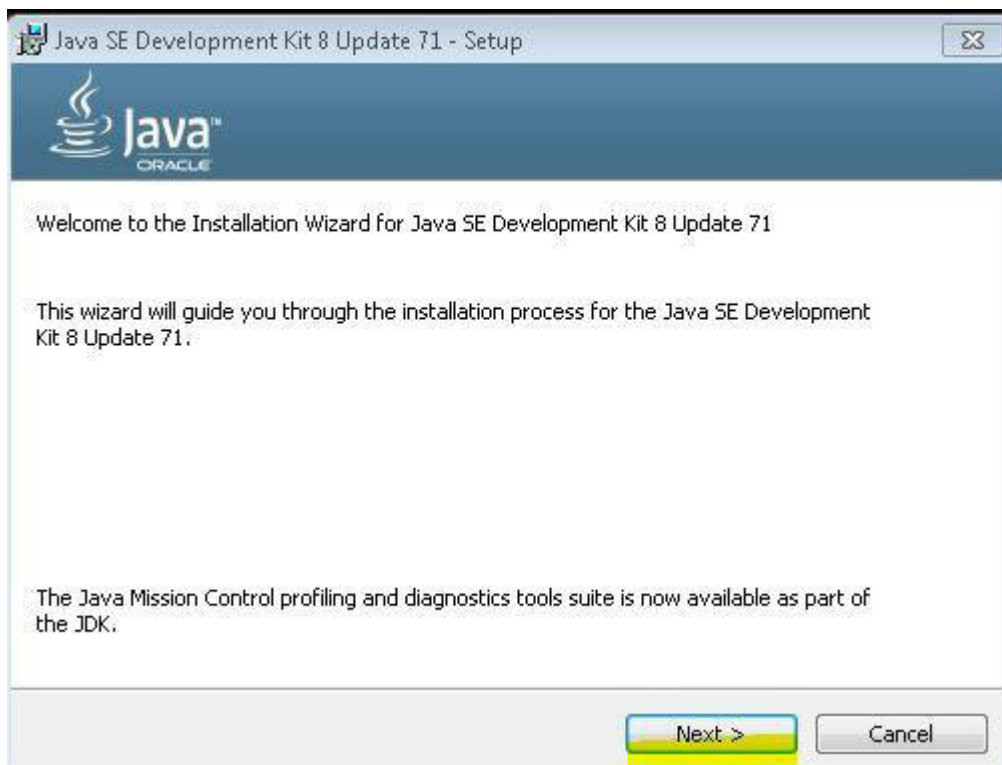 Java SE Development Kit 8 Update 71 - Setup
Java™
ORACLE
Welcome to the Installation Wizard for Java SE Development Kit 8 Update 71
This wizard will guide you through the installation process for the Java SE Development
Kit 8 Update 71.
The Java Mission Control profiling and diagnostics tools suite is now available as part of
the JDK.
Next > Cancel